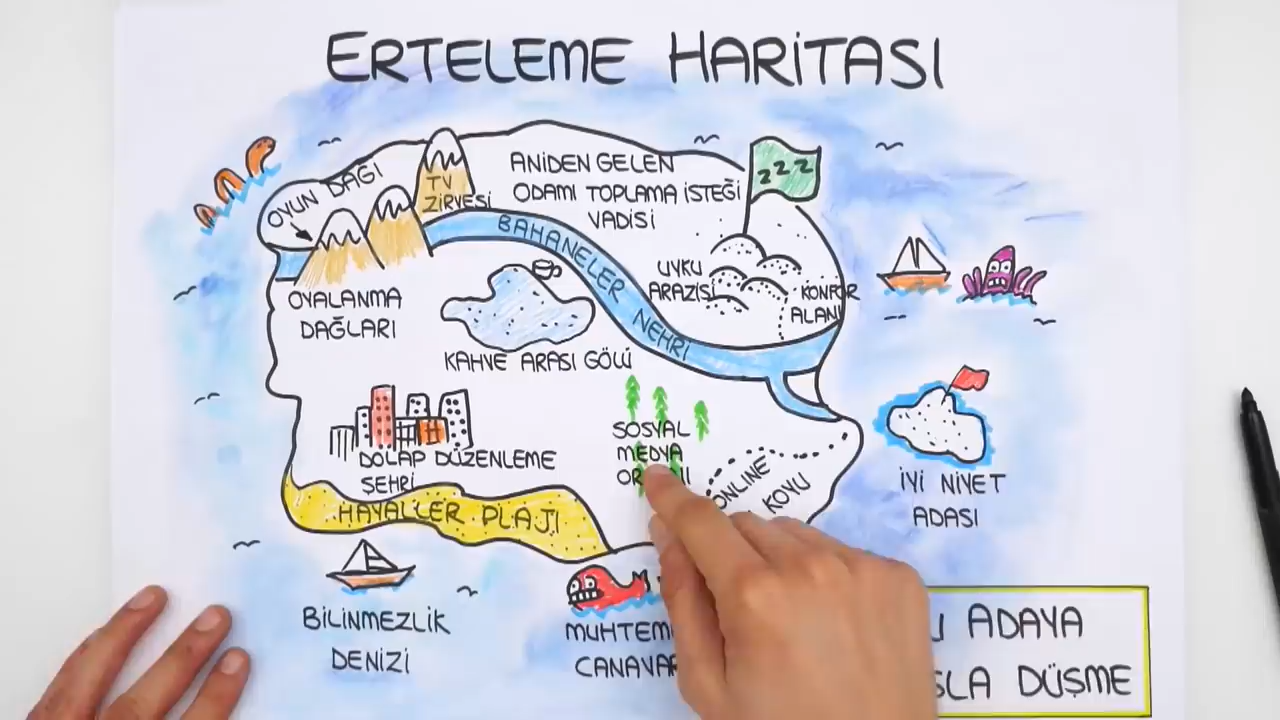 ERTELEME HARİTASI
OYUN DAĞI
TV
ZİRVESİ
ANİDEN GELEN
ODAMI TOPLAMA İSTEĞİ
VADİSİ
BAHANELER
NEHRİ
UYKU
ARAZİSİ
ZZZ
KONFOR
ALANI
OYALANMA
DAĞLARI
KAHVE ARASI GÖLÜ
SOSYAL
MEDYA
DOLAP DÜZENLEME
ŞEHRİ
ONLINE
KOYU
HAYALLER PLAJI
İYİ NİYET
ADASI
BİLİNMEZLİK
DENİZİ
ADAYA
DÜŞME